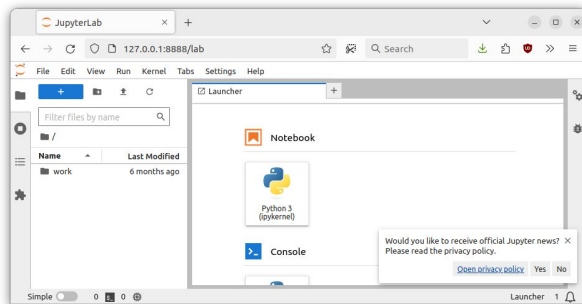 JupyterLab
127.0.0.1:8888/lab
Search
File Edit View Run Kernel Tabs Settings Help
Launcher
Filter files by name
/
Name Last Modified
work 6 months ago
Notebook
Python 3
(ipykernel)
Console
Would you like to receive official Jupyter news?
Please read the privacy policy.
Open privacy policy Yes No
Simple 0 0 Launcher 1